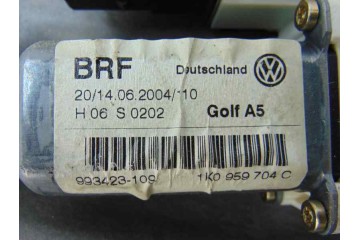 BRF Deutschland
20/14.06.2004/10
H 06 S 0202 Golf A5
993423-109 1K0 959 704 C